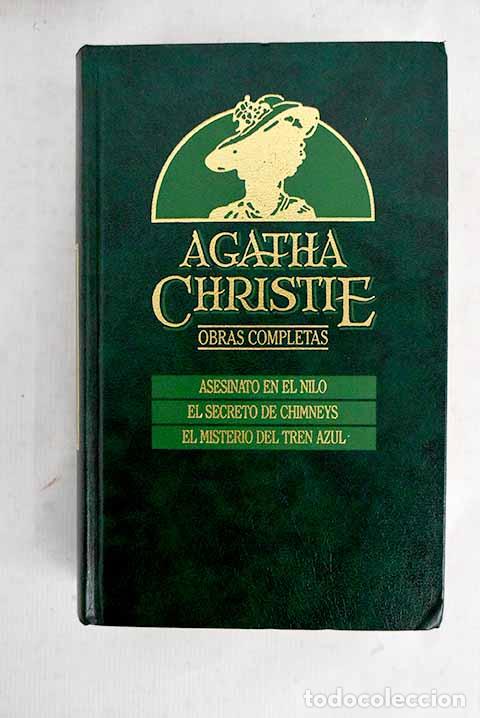 AGATHA
CHRISTIE
OBRAS COMPLETAS
ASESINATO EN EL NILO
EL SECRETO DE CHIMNEYS
EL MISTERIO DEL TREN AZUL
todocoleccion